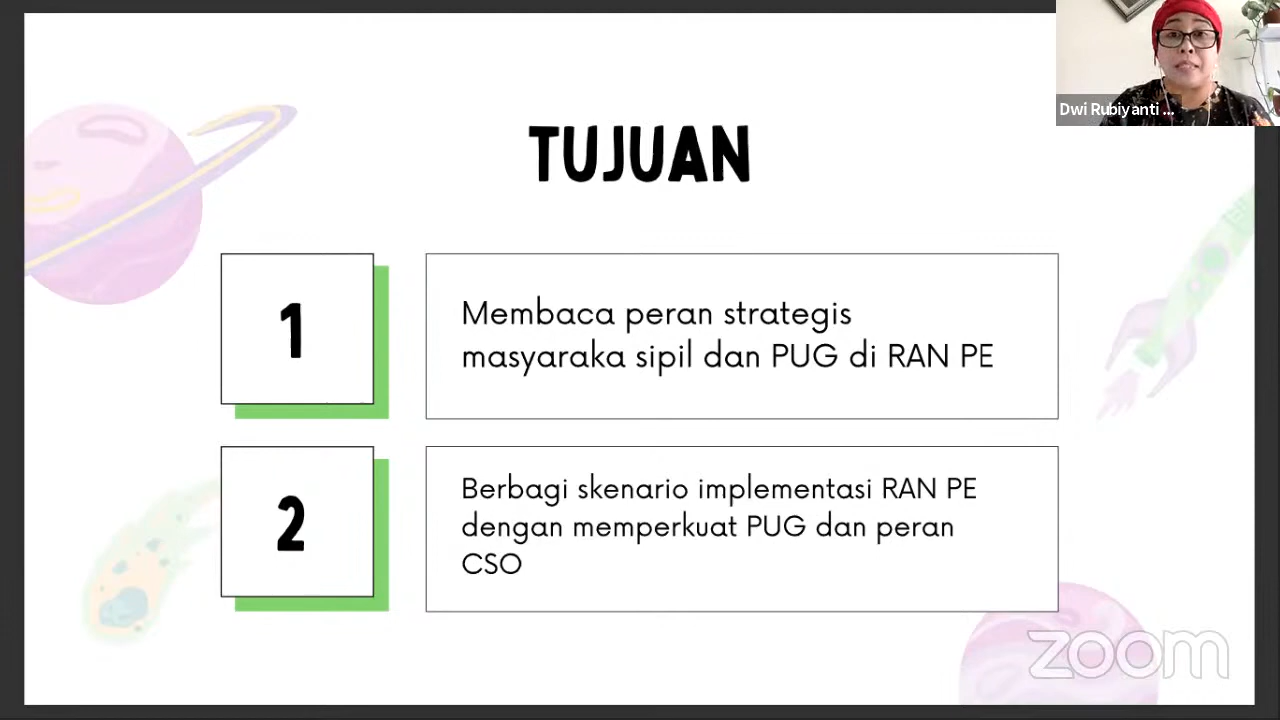 Dwi Rubiyanti ...
TUJUAN
1
Membaca peran strategis
masyaraka sipil dan PUG di RAN PE
2
Berbagi skenario implementasi RAN PE
dengan memperkuat PUG dan peran
CSO
zoom